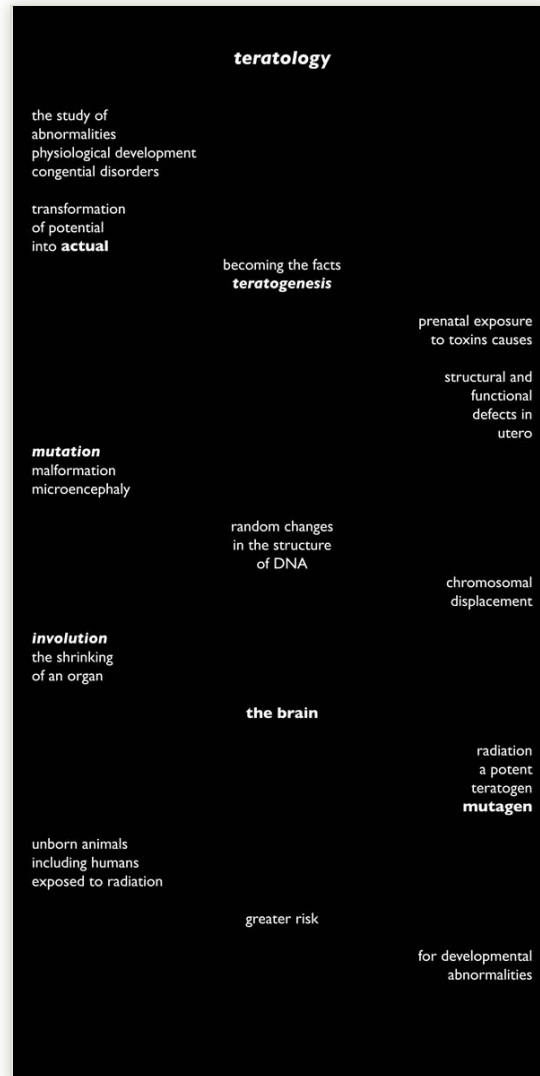 teratology
the study of
abnormalities
physiological development
congential disorders
transformation
of potential
into actual
becoming the facts
teratogenesis
prenatal exposure
to toxins causes
structural and
functional
defects in
utero
mutation
malformation
microencephaly
random changes
in the structure
of DNA
chromosomal
displacement
involution
the shrinking
of an organ
the brain
radiation
a potent
teratogen
mutagen
unborn animals
including humans
exposed to radiation
greater risk
for developmental
abnormalities